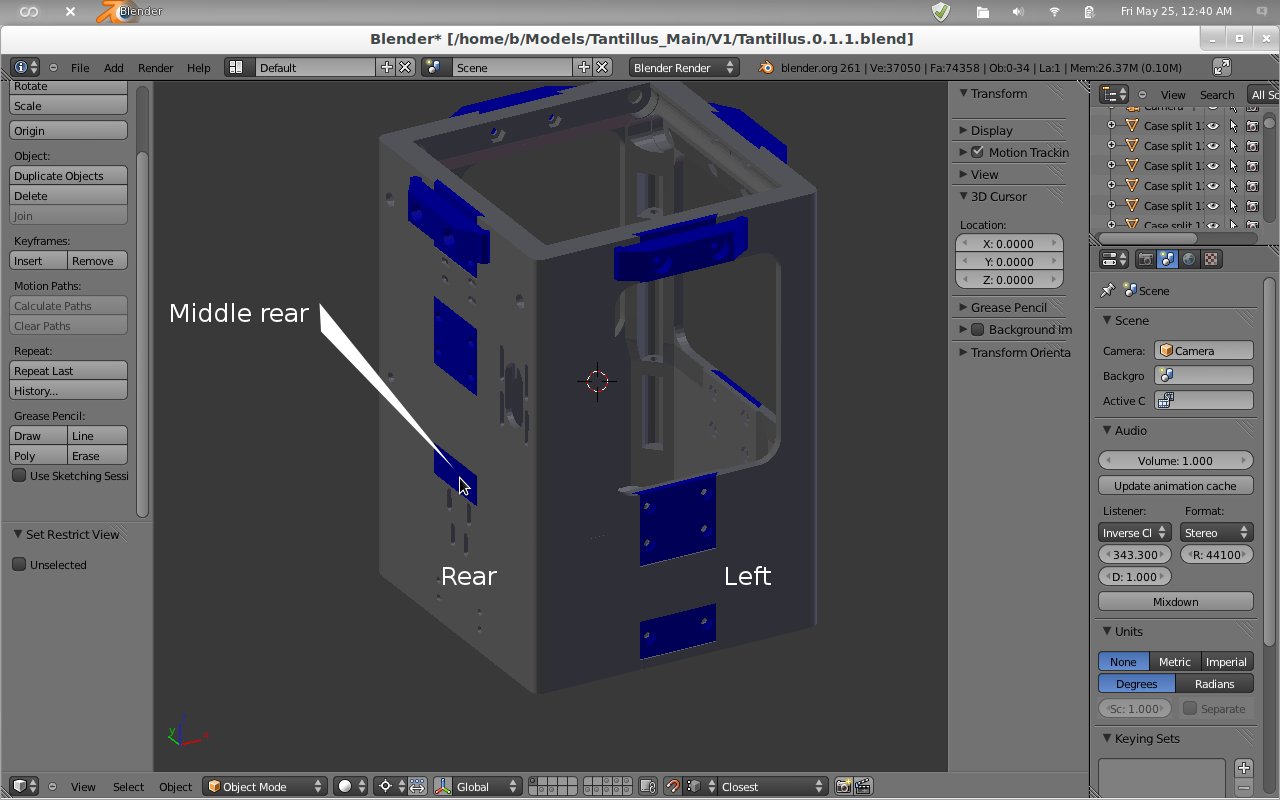 Blender
Fri May 25, 12:40 AM
Blender* [/home/b/Models/Tantillus_Main/V1/Tantillus.0.1.1.blend]
File Add Render Help Default Scene Blender Render blender.org 261 | Ve:37050 | Fa:74358 | Ob:0-34 | La:1 | Mem:26.37M (0.10M)
Rotate
Scale
Origin
Object:
Duplicate Objects
Delete
Join
Keyframes:
Insert Remove
Motion Paths:
Calculate Paths
Clear Paths
Repeat:
Repeat Last
History...
Grease Pencil:
Draw Line
Poly Erase
Use Sketching Sessi
Set Restrict View
Unselected
Middle rear
Rear
Left
y
x
Transform
Display
Motion Trackin
View
3D Cursor
Location:
X: 0.0000
Y: 0.0000
Z: 0.0000
Grease Pencil
Background Im
Transform Orienta
View Search All Sc
Camera
Case split 1:
Case split 1:
Case split 1:
Case split 1:
Case split 1:
Case split 1:
Scene
Scene
Camera: Camera
Backgro
Active C
Audio
Volume: 1.000
Update animation cache
Listener: Format:
Inverse Cl Stereo
343.300 R: 44100
D: 1.000
Mixdown
Units
None Metric Imperial
Degrees Radians
Sc: 1.000 Separate
Keying Sets
View Select Object Object Mode Global Closest